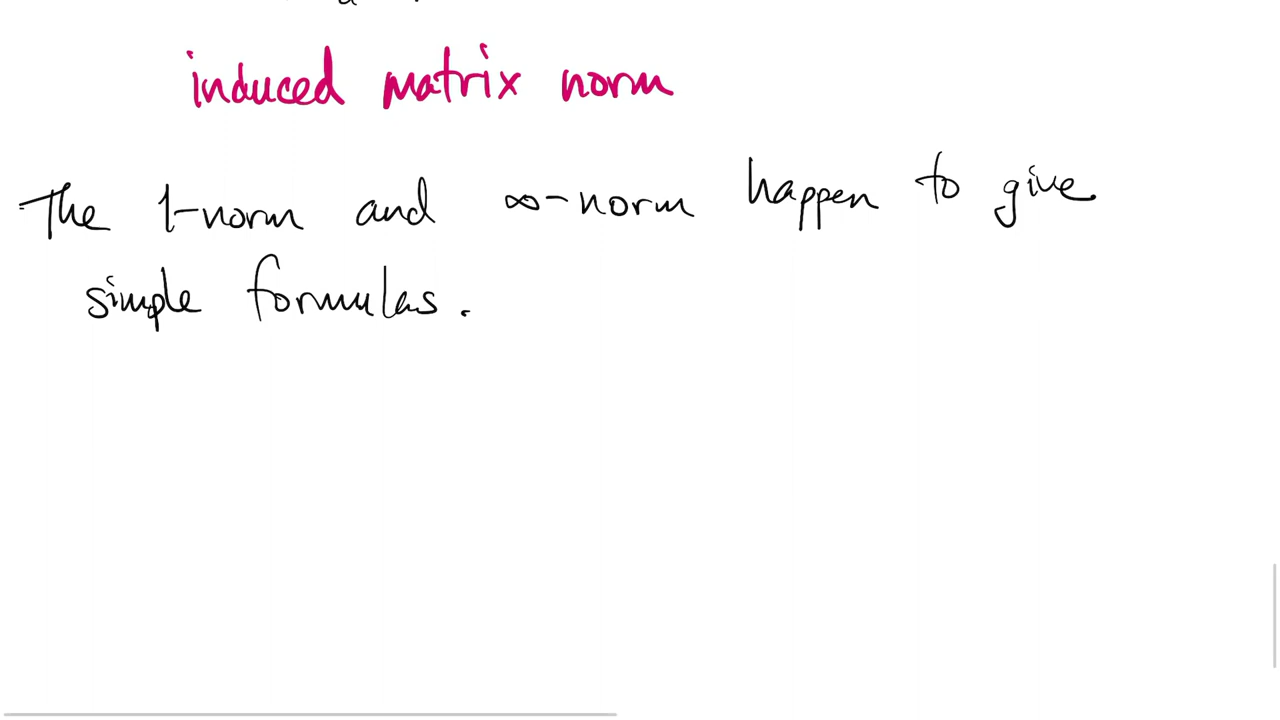 induced matrix norm
The 1-norm and ∞-norm happen to give
simple formulas.